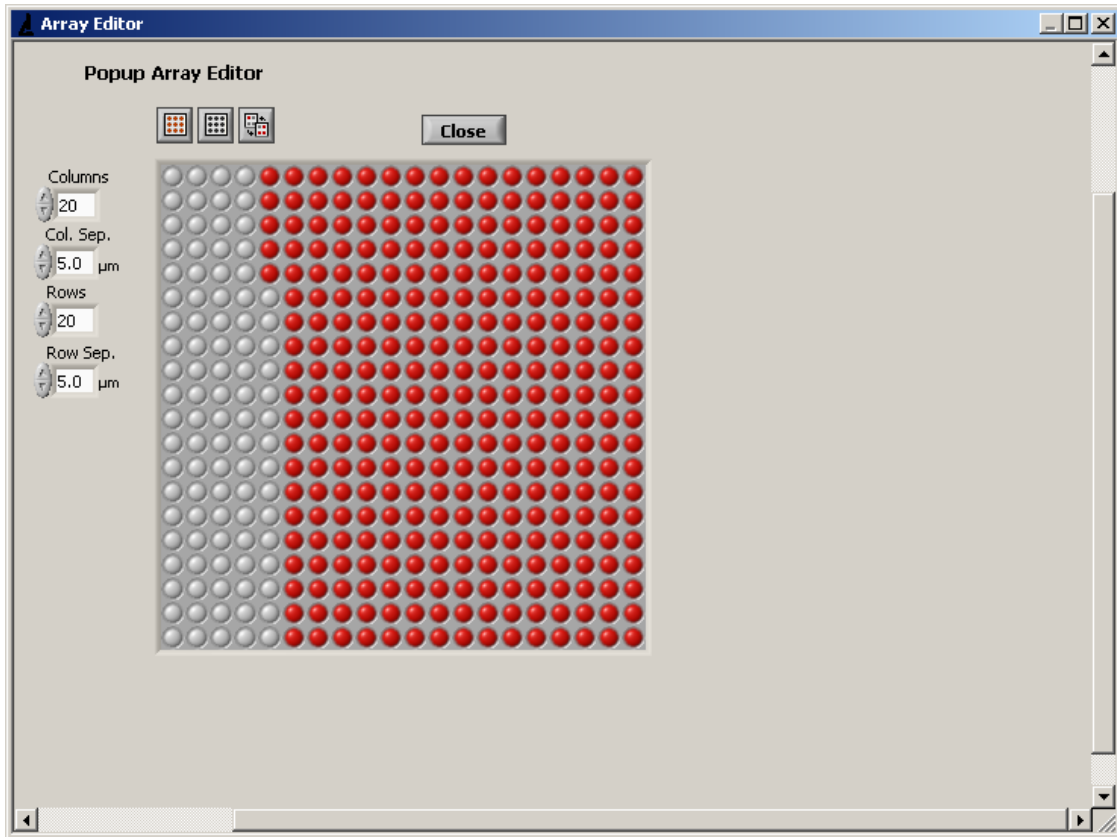 Array Editor
Popup Array Editor
Close
Columns
20
Col. Sep.
5.0 μm
Rows
20
Row Sep.
5.0 μm